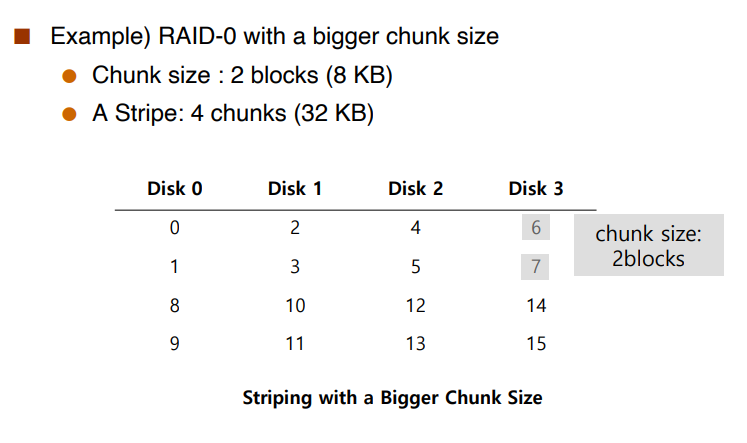 Example) RAID-0 with a bigger chunk size
Chunk size : 2 blocks (8 KB)
A Stripe: 4 chunks (32 KB)
Disk 0 Disk 1 Disk 2 Disk 3
0 2 4 6
1 3 5 7
8 10 12 14
9 11 13 15
chunk size:
2blocks
Striping with a Bigger Chunk Size